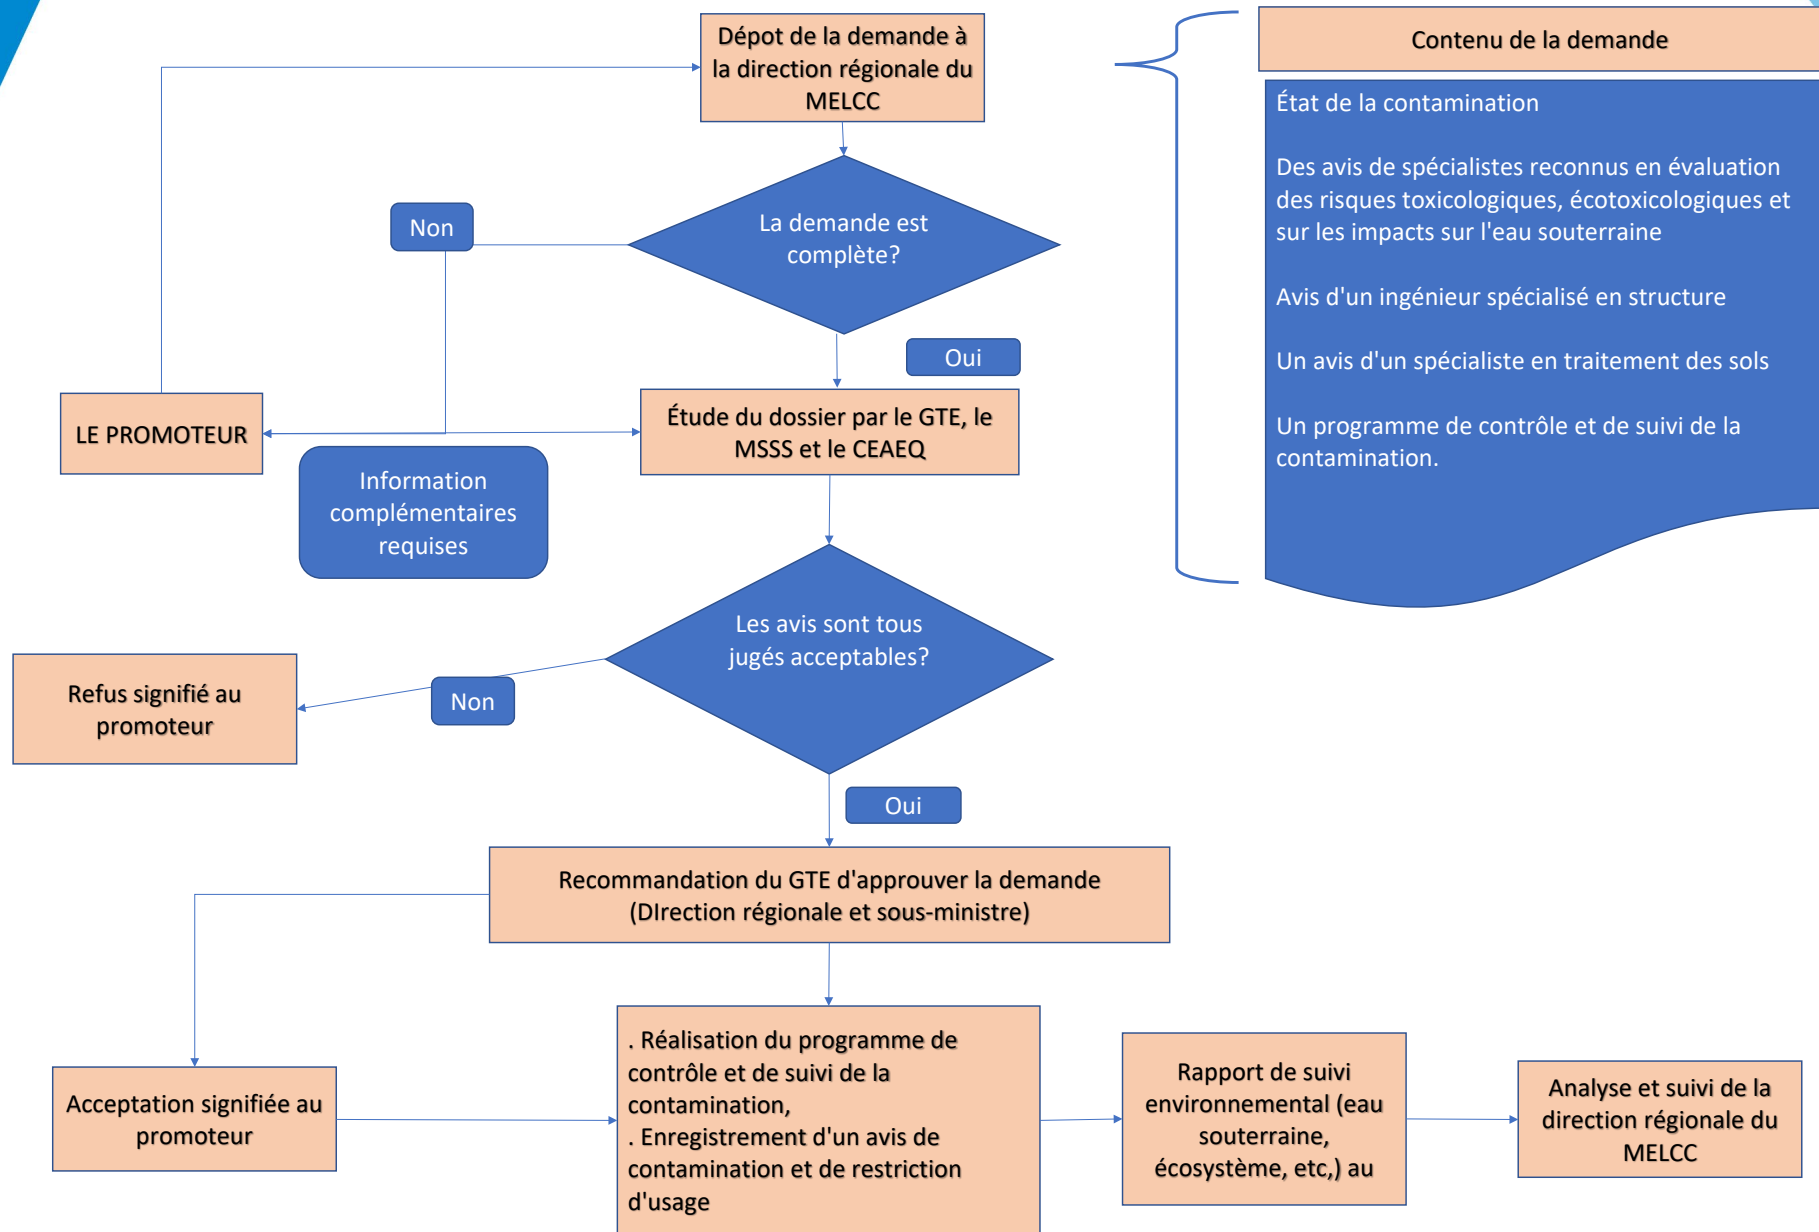 Dépot de la demande à
la direction régionale du
MELCC
Contenu de la demande
État de la contamination
Des avis de spécialistes reconnus en évaluation
des risques toxicologiques, écotoxicologiques et
sur les impacts sur l'eau souterraine
Avis d'un ingénieur spécialisé en structure
Un avis d'un spécialiste en traitement des sols
Un programme de contrôle et de suivi de la
contamination.
La demande est
complète?
Non
Oui
LE PROMOTEUR
Étude du dossier par le GTE, le
MSSS et le CEAEQ
Information
complémentaires
requises
Les avis sont tous
jugés acceptables?
Non
Refus signifié au
promoteur
Oui
Recommandation du GTE d'approuver la demande
(DIrection régionale et sous-ministre)
Acceptation signifiée au
promoteur
. Réalisation du programme de
contrôle et de suivi de la
contamination,
. Enregistrement d'un avis de
contamination et de restriction
d'usage
Rapport de suivi
environmental (eau
souterraine,
écosystème, etc,) au
Analyse et suivi de la
direction régionale du
MELCC